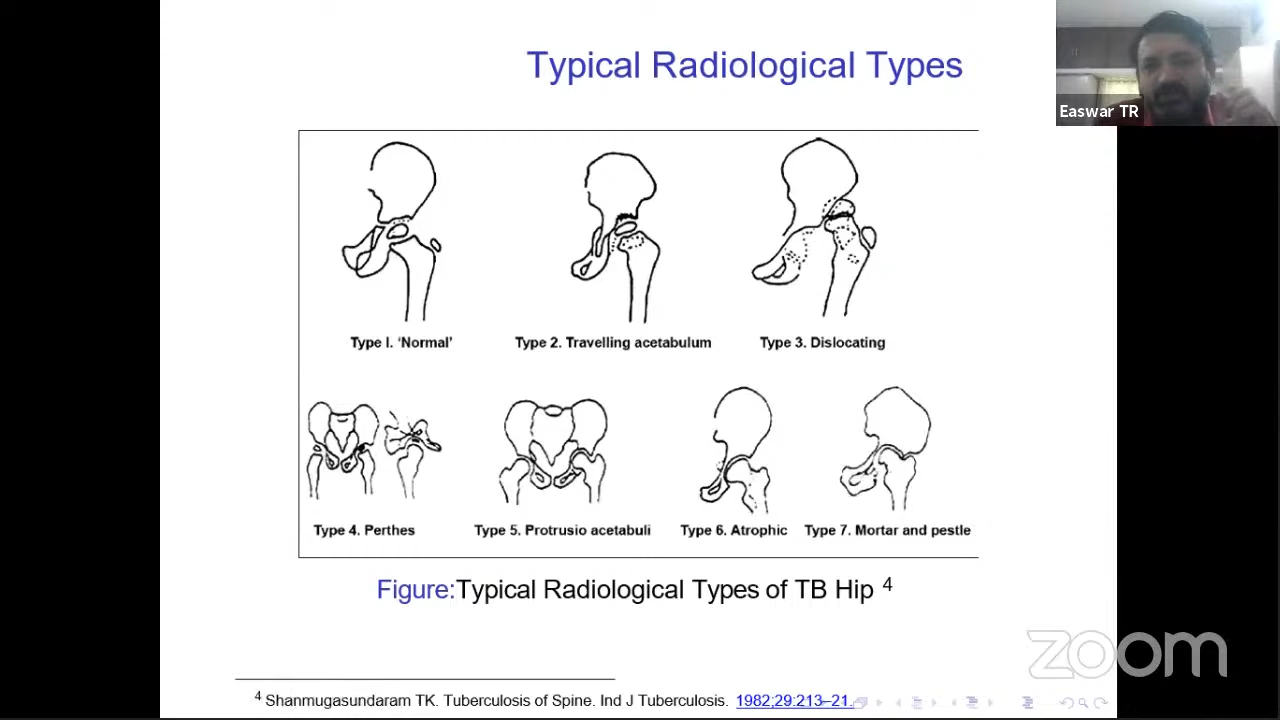 Typical Radiological Types
Easwar TR
Type I. ‘Normal’ Type 2. Travelling acetabulum Type 3. Dislocating
Type 4. Perthes Type 5. Protrusio acetabuli Type 6. Atrophic Type 7. Mortar and pestle
Figure:Typical Radiological Types of TB Hip 4
zoom
4 Shanmugasundaram TK. Tuberculosis of Spine. Ind J Tuberculosis. 1982;29:213–21.